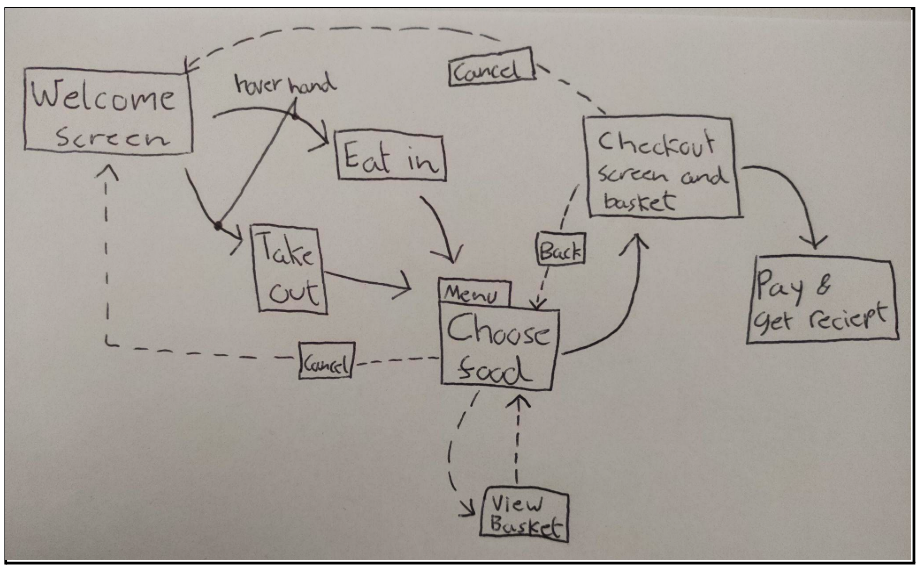 Welcome
screen
hover hand
Cancel
Eat in
Checkout
screen and
basket
Take
out
Back
Menu
Choose
food
Pay &
get reciept
Cancel
View
Basket